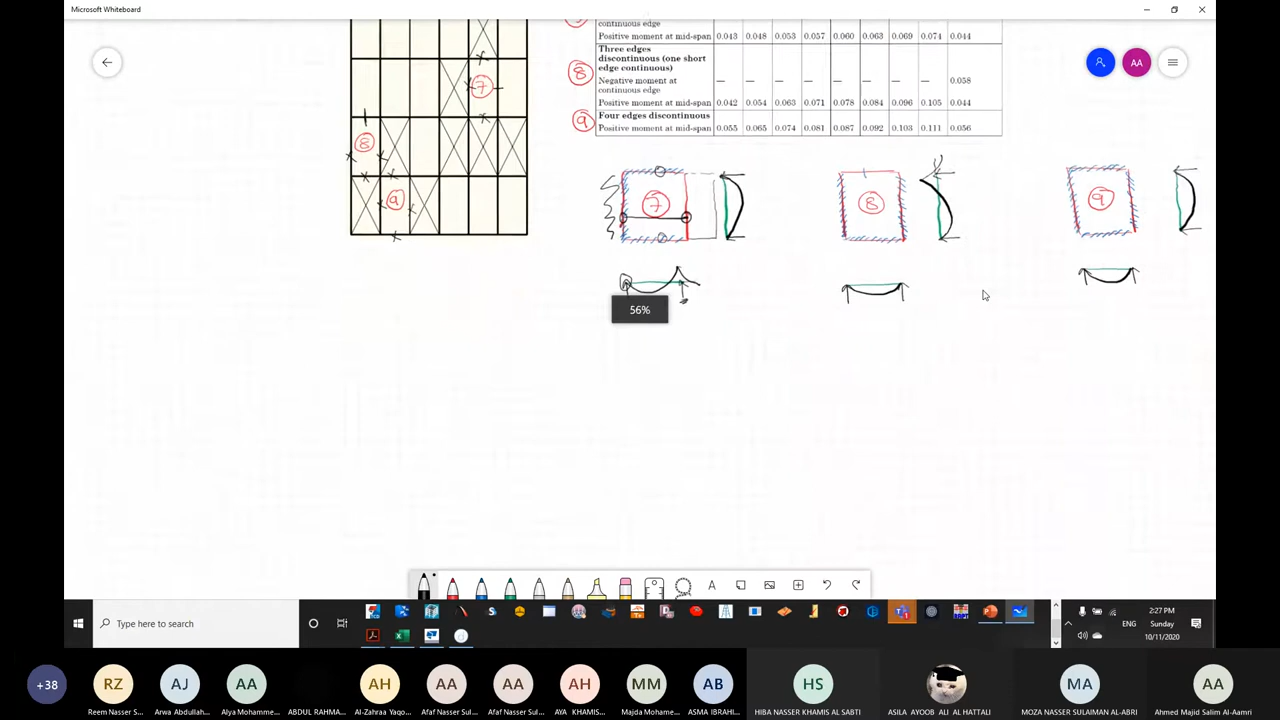 Microsoft Whiteboard
continuous edge
Positive moment at mid-span 0.043 0.048 0.053 0.057 0.060 0.063 0.069 0.074 0.044
Three edges
discontinuous (one short
edge continuous)
8
Negative moment at
continuous edge
— — — — — — — — 0.058
Positive moment at mid-span 0.042 0.054 0.063 0.071 0.078 0.084 0.096 0.105 0.044
9
Four edges discontinuous
Positive moment at mid-span 0.055 0.065 0.074 0.081 0.087 0.092 0.103 0.111 0.056
7
8
9
7
8
9
56%
AA
Type here to search
ENG
2:27 PM
Sunday
10/11/2020
+38
RZ
AJ
AA
AH
AA
AA
AH
MM
AB
HS
MA
AA
Reem Nasser S...
Arwa Abdullah...
Alya Mohamme...
ABDUL RAHMA...
Al-Zahraa Yaqo...
Afaf Nasser Sul...
Afaf Nasser Sul...
AYA KHAMIS...
Majda Mohame...
ASMA IBRAHI...
HIBA NASSER KHAMIS AL SABTI
ASILA AYOOB ALI AL HATTALI
MOZA NASSER SULAIMAN AL-ABRI
Ahmed Majid Salim Al-Aamri